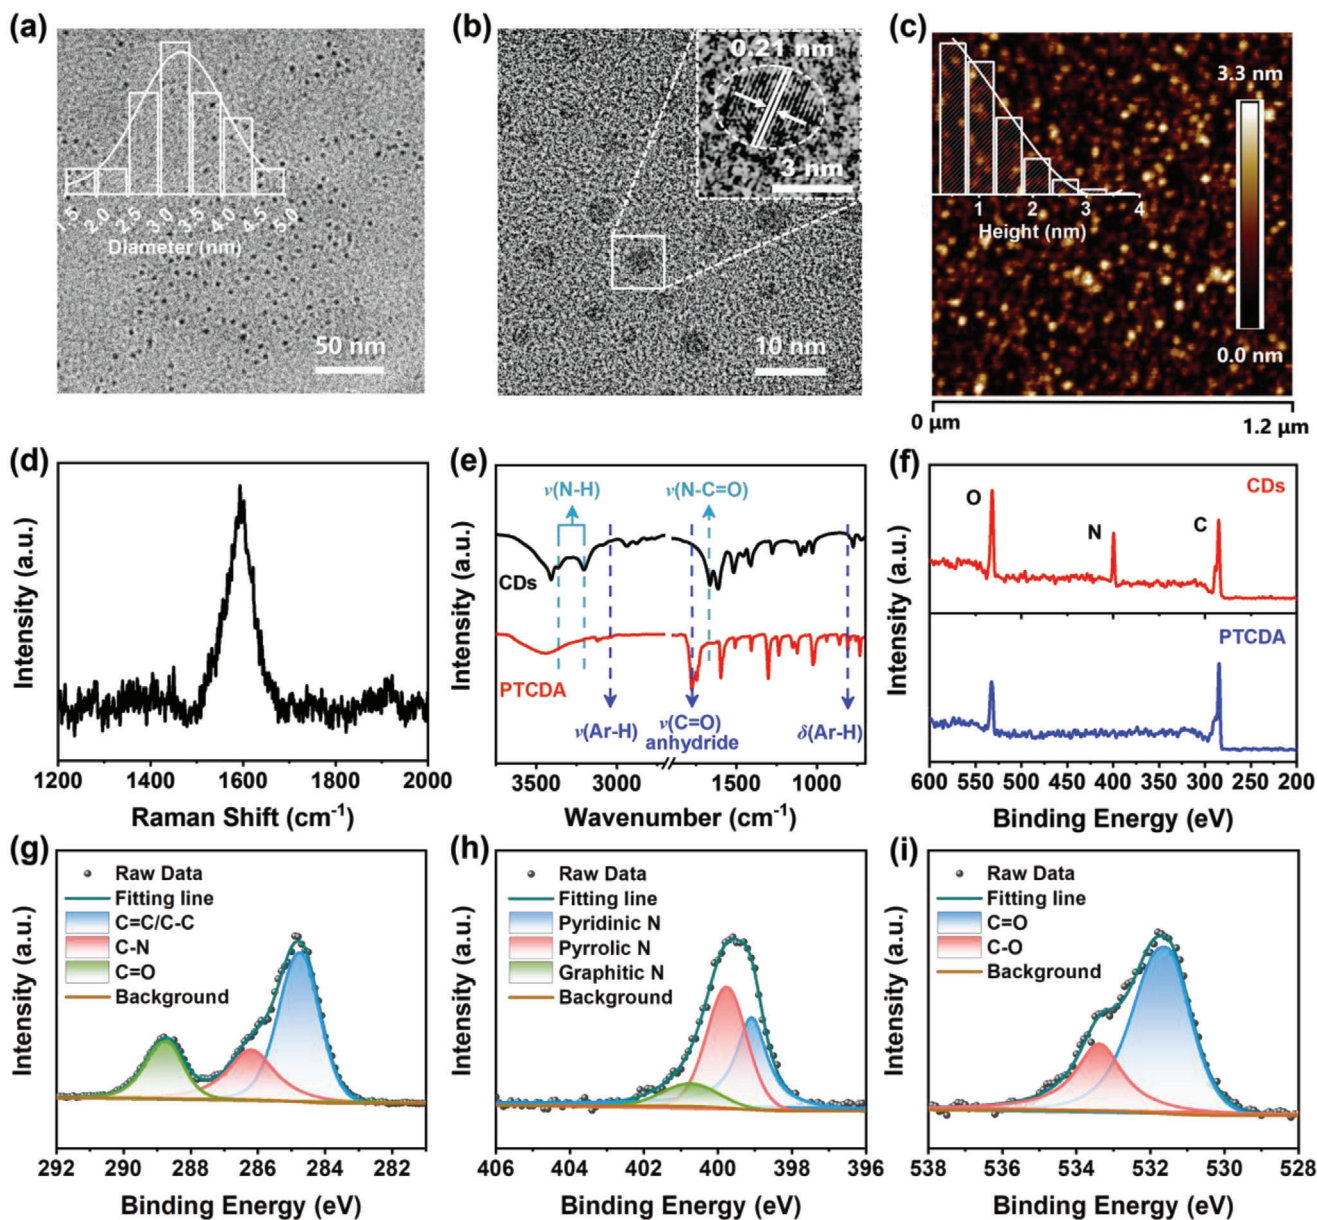 (a)
1.5 2.0 2.5 3.0 3.5 4.0 4.5 5.0
Diameter (nm)
50 nm
(b)
0.21 nm
3 nm
10 nm
(c)
1 2 3 4
Height (nm)
3.3 nm
0.0 nm
0 μm
1.2 μm
(d)
Intensity (a.u.)
1200 1400 1600 1800 2000
Raman Shift (cm⁻¹)
(e)
Intensity (a.u.)
ν(N-H)
ν(N-C=O)
CDs
PTCDA
ν(Ar-H)
ν(C=O)
anhydride
δ(Ar-H)
3750 3000 1500 1000
Wavenumber (cm⁻¹)
(f)
Intensity (a.u.)
O
N
C
CDs
PTCDA
600 550 500 450 400 350 300 250 200
Binding Energy (eV)
(g)
Intensity (a.u.)
Raw Data
Fitting line
C=C/C-C
C-N
C=O
Background
292 290 288 286 284 282
Binding Energy (eV)
(h)
Intensity (a.u.)
Raw Data
Fitting line
Pyridinic N
Pyrrolic N
Graphitic N
Background
406 404 402 400 398 396
Binding Energy (eV)
(i)
Intensity (a.u.)
Raw Data
Fitting line
C=O
C-O
Background
538 536 534 532 530 528
Binding Energy (eV)